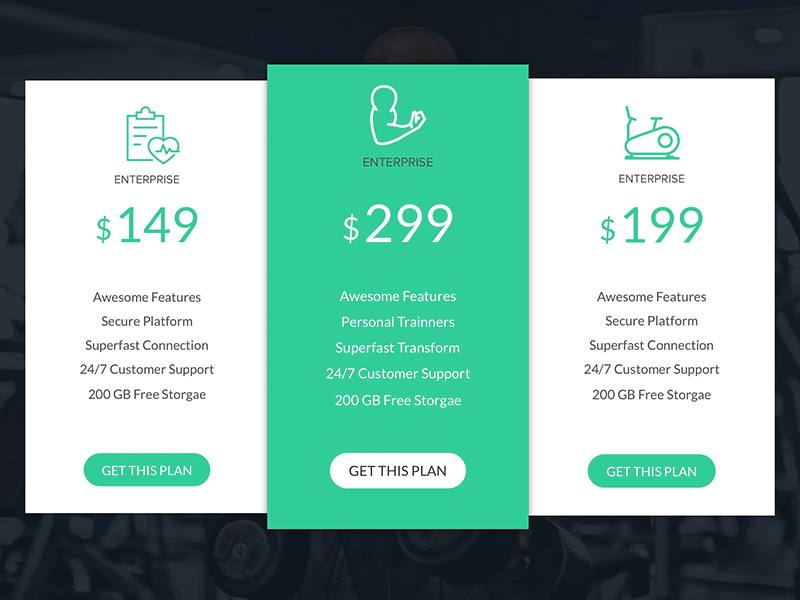 ENTERPRISE
$149
Awesome Features
Secure Platform
Superfast Connection
24/7 Customer Support
200 GB Free Storgae
GET THIS PLAN
ENTERPRISE
$299
Awesome Features
Personal Trainners
Superfast Transform
24/7 Customer Support
200 GB Free Storgae
GET THIS PLAN
ENTERPRISE
$199
Awesome Features
Secure Platform
Superfast Connection
24/7 Customer Support
200 GB Free Storgae
GET THIS PLAN